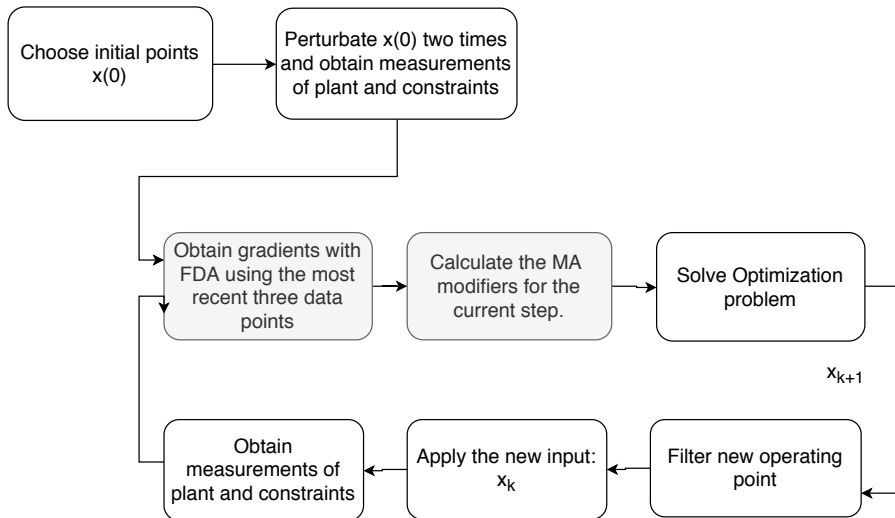 Choose initial points
x(0)
Perturbate x(0) two times
and obtain measurements
of plant and constraints
Obtain gradients with
FDA using the most
recent three data
points
Calculate the MA
modifiers for the
current step.
Solve Optimization
problem
x_{k+1}
Filter new operating
point
Apply the new input:
x_k
Obtain
measurements of
plant and constraints